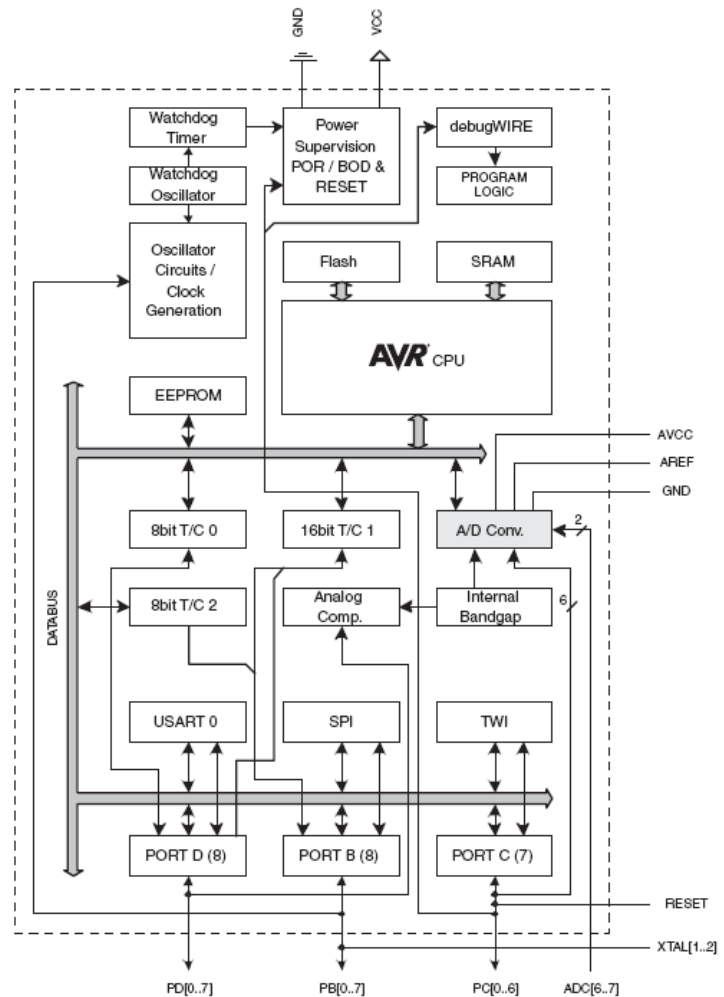 GND
VCC
Watchdog
Timer
Power
Supervision
POR / BOD &
RESET
debugWIRE
Watchdog
Oscillator
PROGRAM
LOGIC
Oscillator
Circuits /
Clock
Generation
Flash
SRAM
AVR CPU
EEPROM
AVCC
AREF
GND
8bit T/C 0
16bit T/C 1
A/D Conv.
2
8bit T/C 2
Analog
Comp.
Internal
Bandgap
6
DATABUS
USART 0
SPI
TWI
PORT D (8)
PORT B (8)
PORT C (7)
RESET
XTAL[1..2]
PD[0..7]
PB[0..7]
PC[0..6]
ADC[6..7]